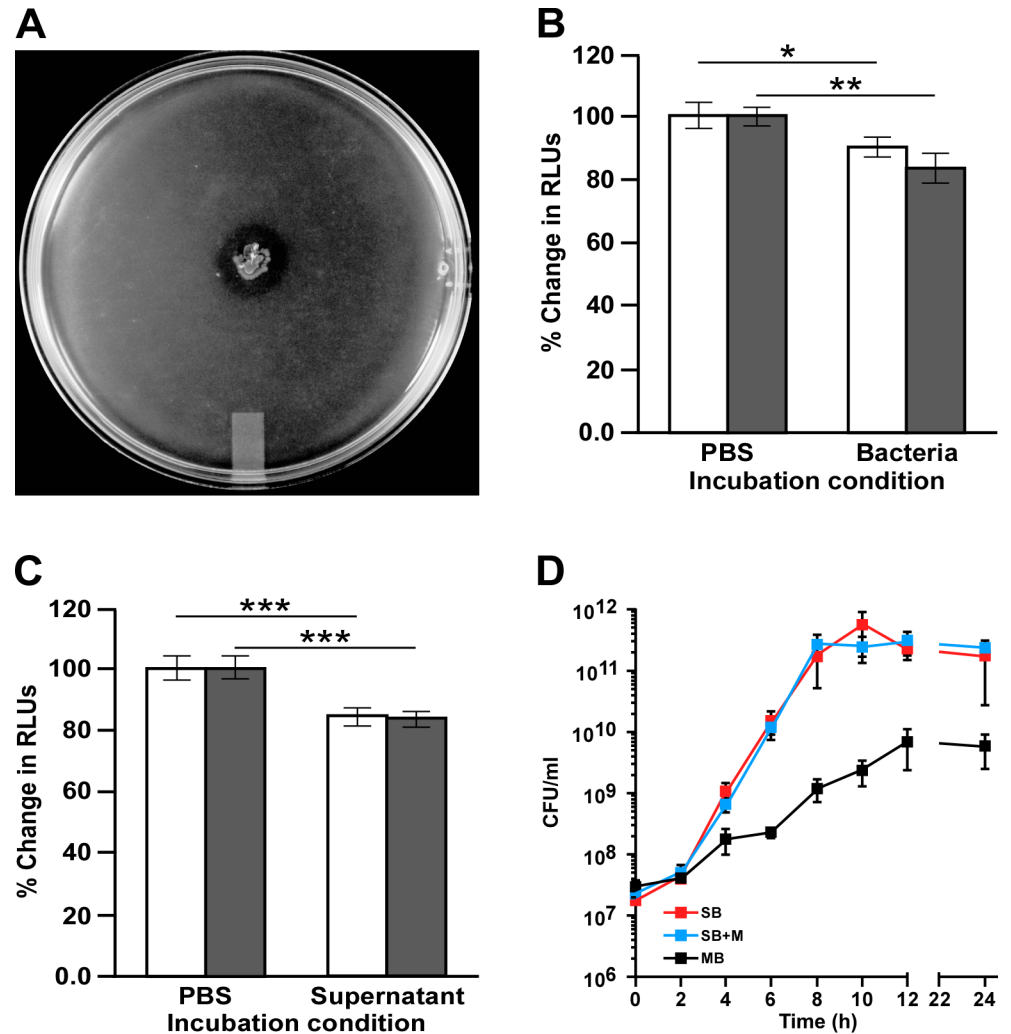 A
B
120
100
80
60
40
20
0.0
% Change in RLUs
*
**
PBS
Bacteria
Incubation condition
C
120
100
80
60
40
20
0.0
% Change in RLUs
***
***
PBS
Supernatant
Incubation condition
D
10¹²
10¹¹
10¹⁰
10⁹
10⁸
10⁷
10⁶
CFU/ml
SB
SB+M
MB
0 2 4 6 8 10 12 22 24
Time (h)